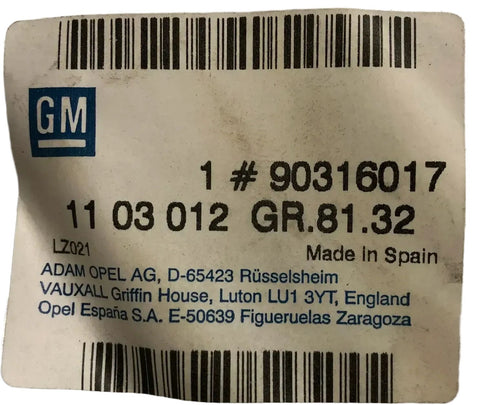 GM
1 # 90316017
11 03 012 GR.81.32
LZ021 Made in Spain
ADAM OPEL AG, D-65423 Rüsselsheim
VAUXALL Griffin House, Luton LU1 3YT, England
Opel España S.A. E-50639 Figueruelas Zaragoza